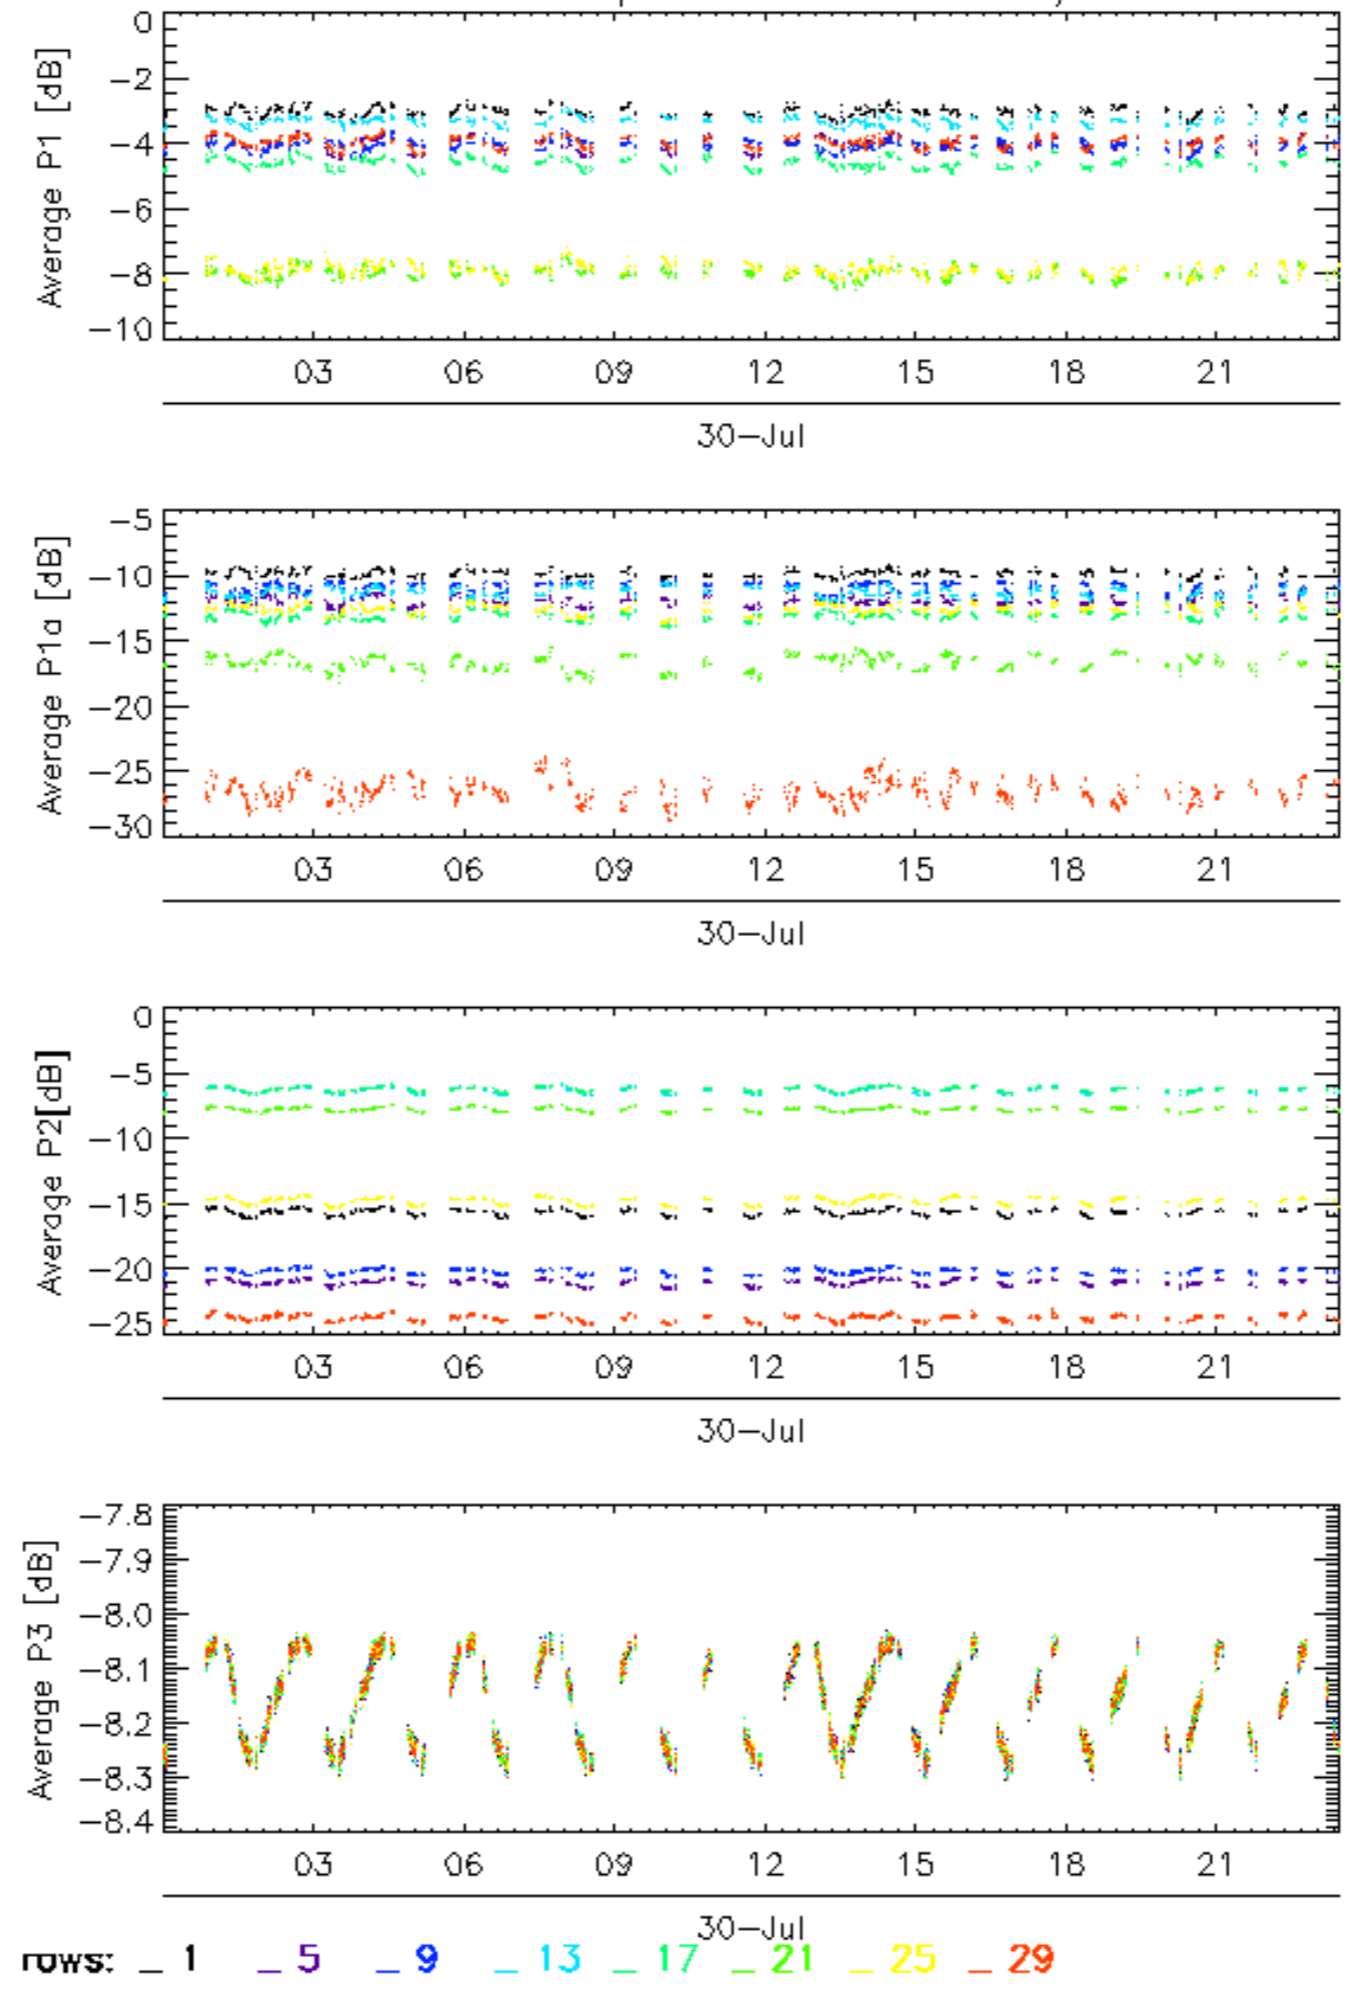 0
−2
−4
−6
−8
−10
Average P1 [dB]
03 06 09 12 15 18 21
30−Jul
−5
−10
−15
−20
−25
−30
Average P1a [dB]
03 06 09 12 15 18 21
30−Jul
0
−5
−10
−15
−20
−25
Average P2[dB]
03 06 09 12 15 18 21
30−Jul
−7.8
−7.9
−8.0
−8.1
−8.2
−8.3
−8.4
Average P3 [dB]
03 06 09 12 15 18 21
30−Jul
rows: _ 1 _ 5 _ 9 _ 13 _ 17 _ 21 _ 25 _ 29